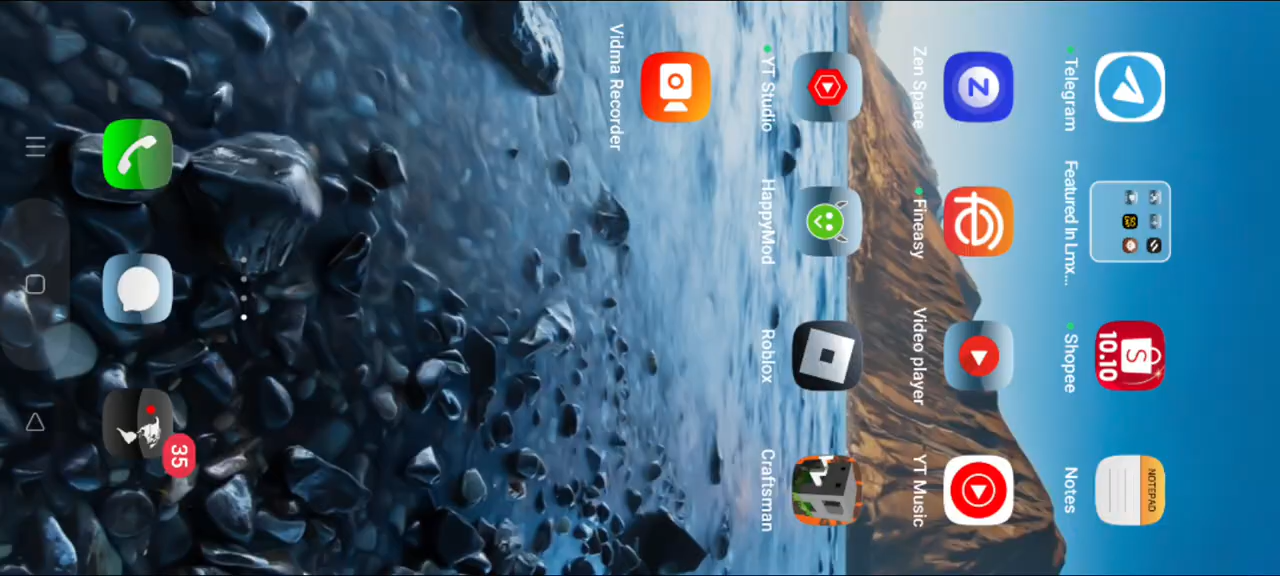 Telegram
Featured In Lmx...
10.10
Shopee
NOTEPAD
Notes
Zen Space
Fineasy
Video player
YT Music
YT Studio
HappyMod
Roblox
Craftsman
Vidma Recorder
35